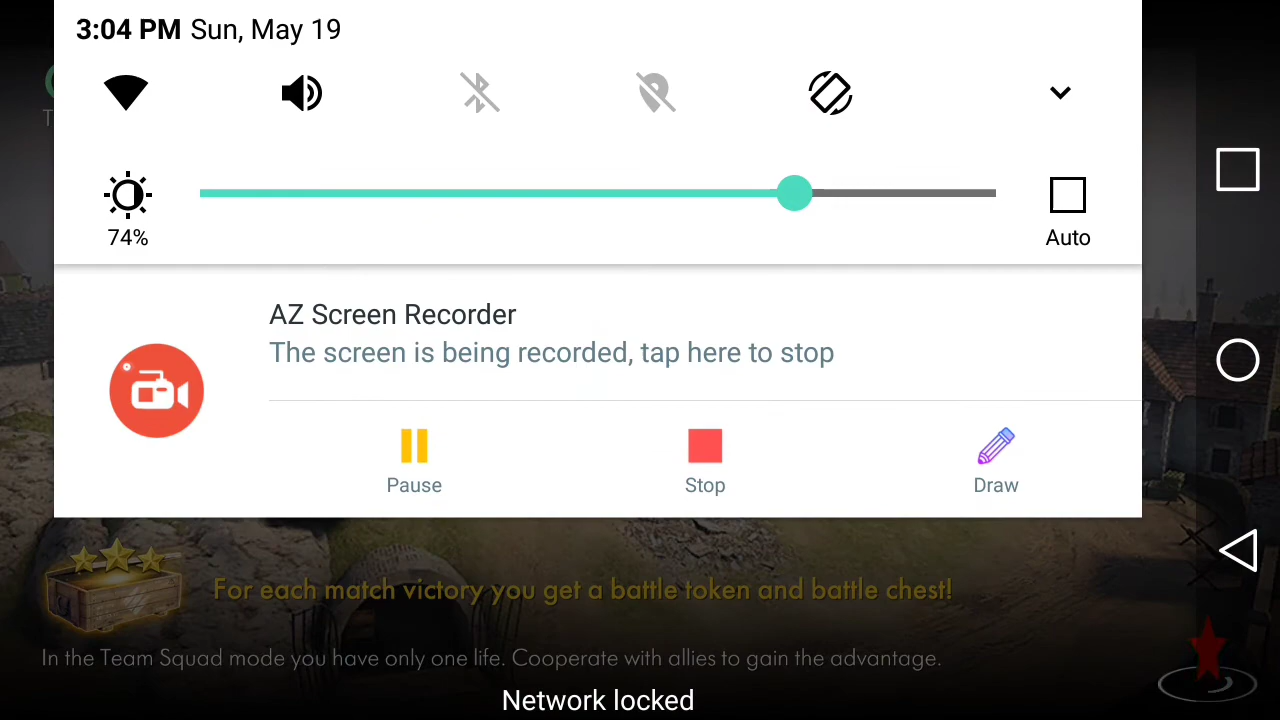 3:04 PM Sun, May 19
74%
Auto
AZ Screen Recorder
The screen is being recorded, tap here to stop
Pause
Stop
Draw
For each match victory you get a battle token and battle chest!
In the Team Squad mode you have only one life. Cooperate with allies to gain the advantage.
Network locked